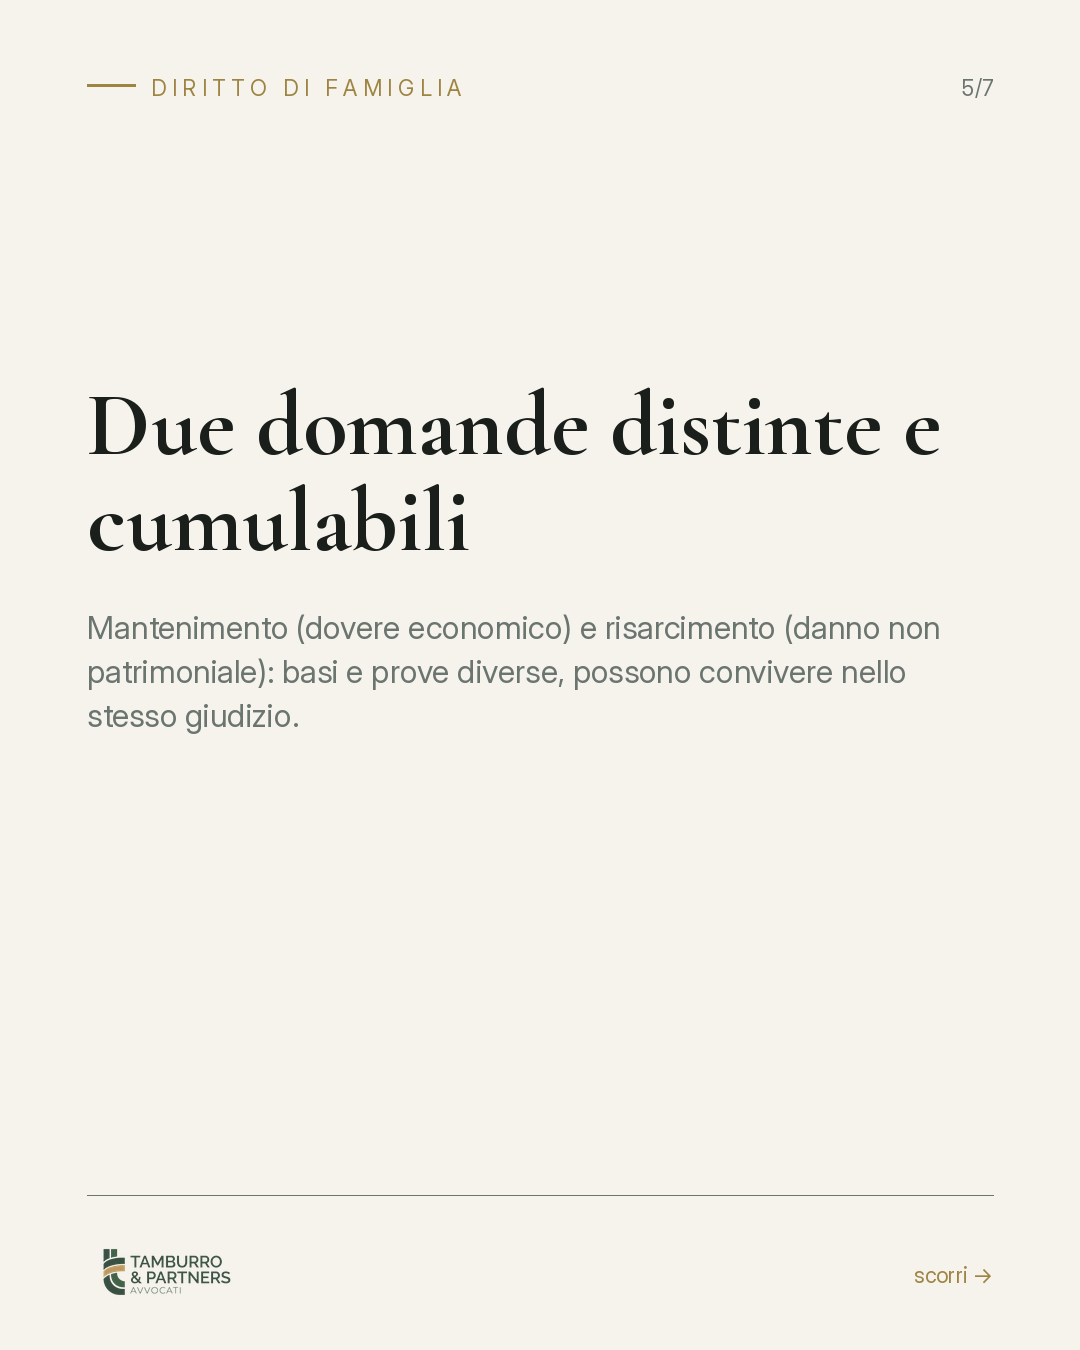 DIRITTO DI FAMIGLIA
5/7
Due domande distinte e
cumulabili
Mantenimento (dovere economico) e risarcimento (danno non
patrimoniale): basi e prove diverse, possono convivere nello
stesso giudizio.
TAMBURRO
& PARTNERS
AVVOCATI
scorri →